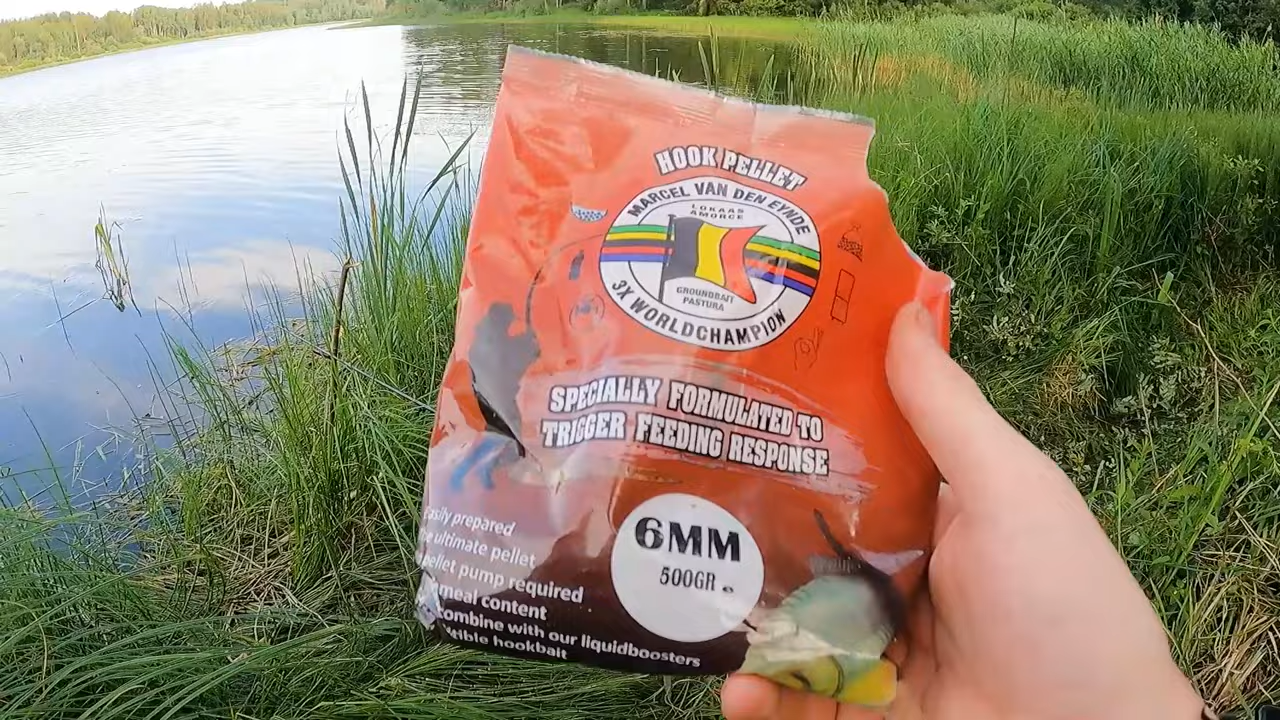 HOOK PELLET
MARCEL VAN DEN EYNDE
LOKAAS
AMORCE
GROUNDBAIT
PASTURA
3X WORLDCHAMPION
SPECIALLY FORMULATED TO
TRIGGER FEEDING RESPONSE
6MM
500GR e
prepared
ultimate pellet
pellet pump required
meal content
combine with our liquidboosters
hookbait